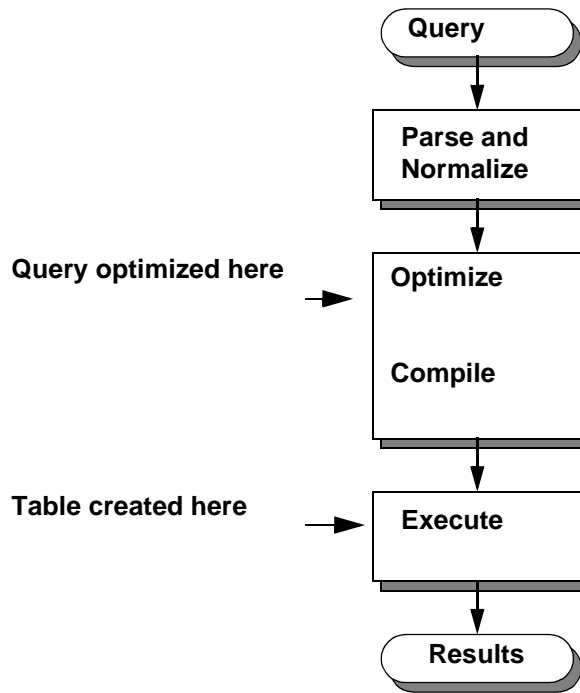 Query
Parse and
Normalize
Query optimized here
Optimize
Compile
Table created here
Execute
Results